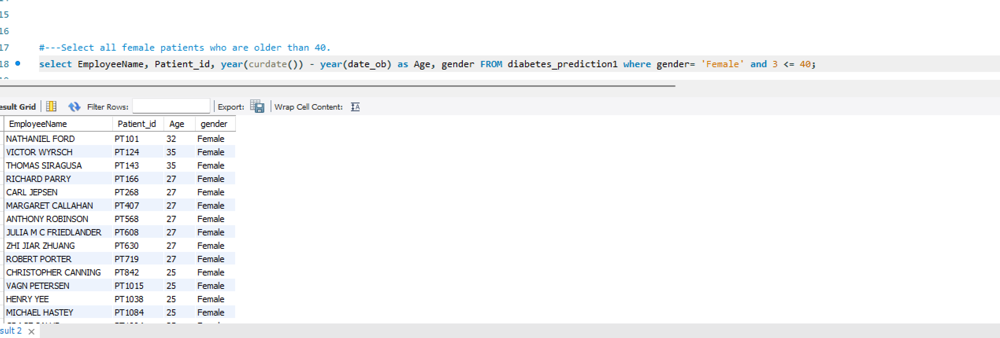 15
16
17 #---Select all female patients who are older than 40.
18 select EmployeeName, Patient_id, year(curdate()) - year(date_ob) as Age, gender FROM diabetes_prediction1 where gender= 'Female' and 3 <= 40;
esult Grid Filter Rows: Export: Wrap Cell Content: IA
EmployeeName Patient_id Age gender
NATHANIEL FORD PT101 32 Female
VICTOR WYRSCH PT124 35 Female
THOMAS SIRAGUSA PT143 35 Female
RICHARD PARRY PT166 27 Female
CARL JEPSEN PT268 27 Female
MARGARET CALLAHAN PT407 27 Female
ANTHONY ROBINSON PT568 27 Female
JULIA M C FRIEDLANDER PT608 27 Female
ZHI JIAR ZHUANG PT630 27 Female
ROBERT PORTER PT719 27 Female
CHRISTOPHER CANNING PT842 25 Female
VAGN PETERSEN PT1015 25 Female
HENRY YEE PT1038 25 Female
MICHAEL HASTEY PT1084 25 Female
sult 2